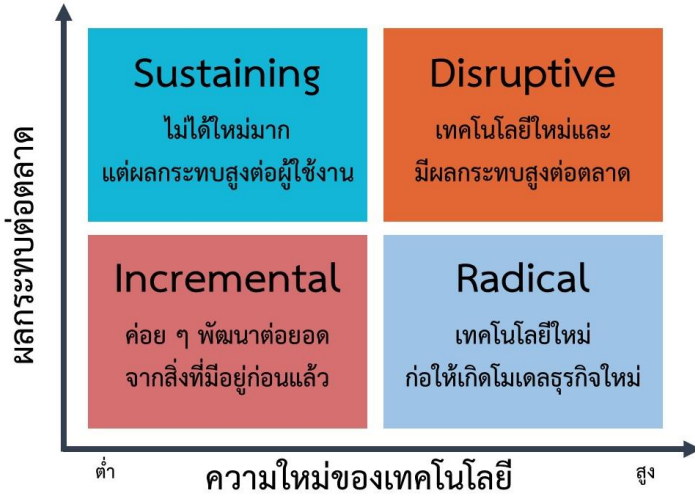 ผลกระทบต่อตลาด
Sustaining
ไม่ได้ใหม่มาก
แต่ผลกระทบสูงต่อผู้ใช้งาน
Disruptive
เทคโนโลยีใหม่และ
มีผลกระทบสูงต่อตลาด
Incremental
ค่อย ๆ พัฒนาต่อยอด
จากสิ่งที่มีอยู่ก่อนแล้ว
Radical
เทคโนโลยีใหม่
ก่อให้เกิดโมเดลธุรกิจใหม่
ต่ำ
ความใหม่ของเทคโนโลยี
สูง